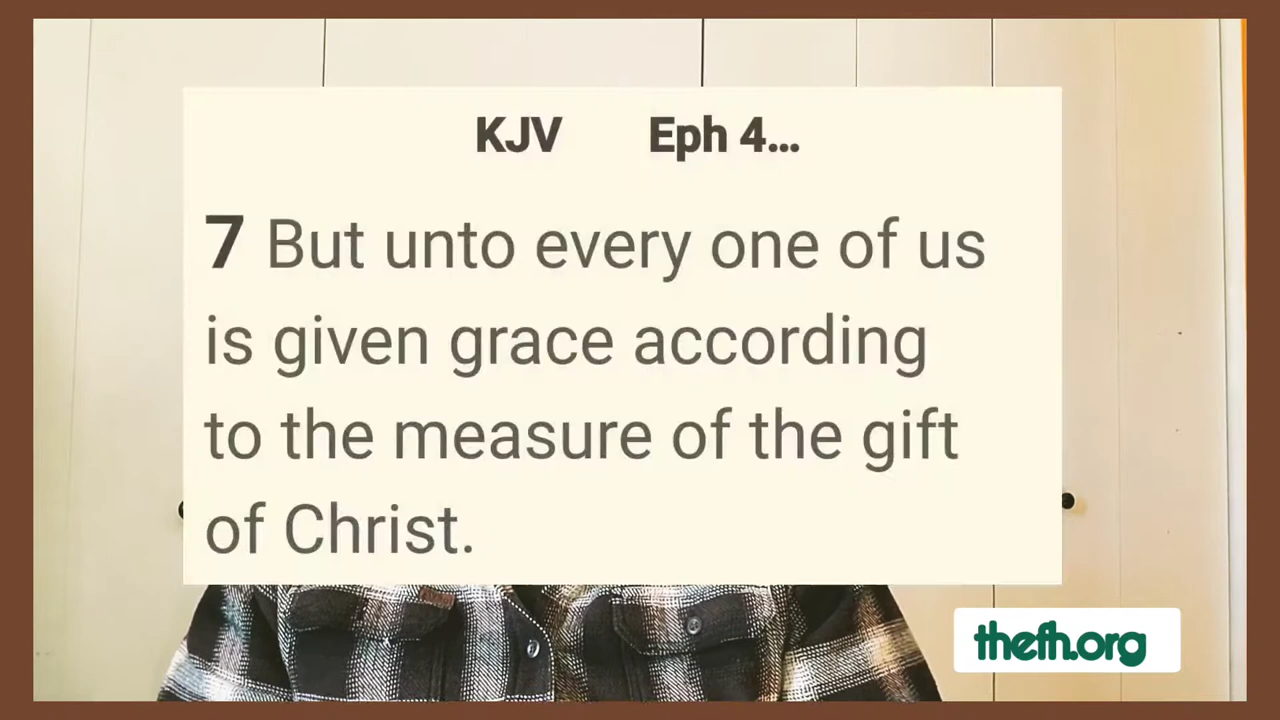 KJV Eph 4...
7 But unto every one of us
is given grace according
to the measure of the gift
of Christ.
thefh.org